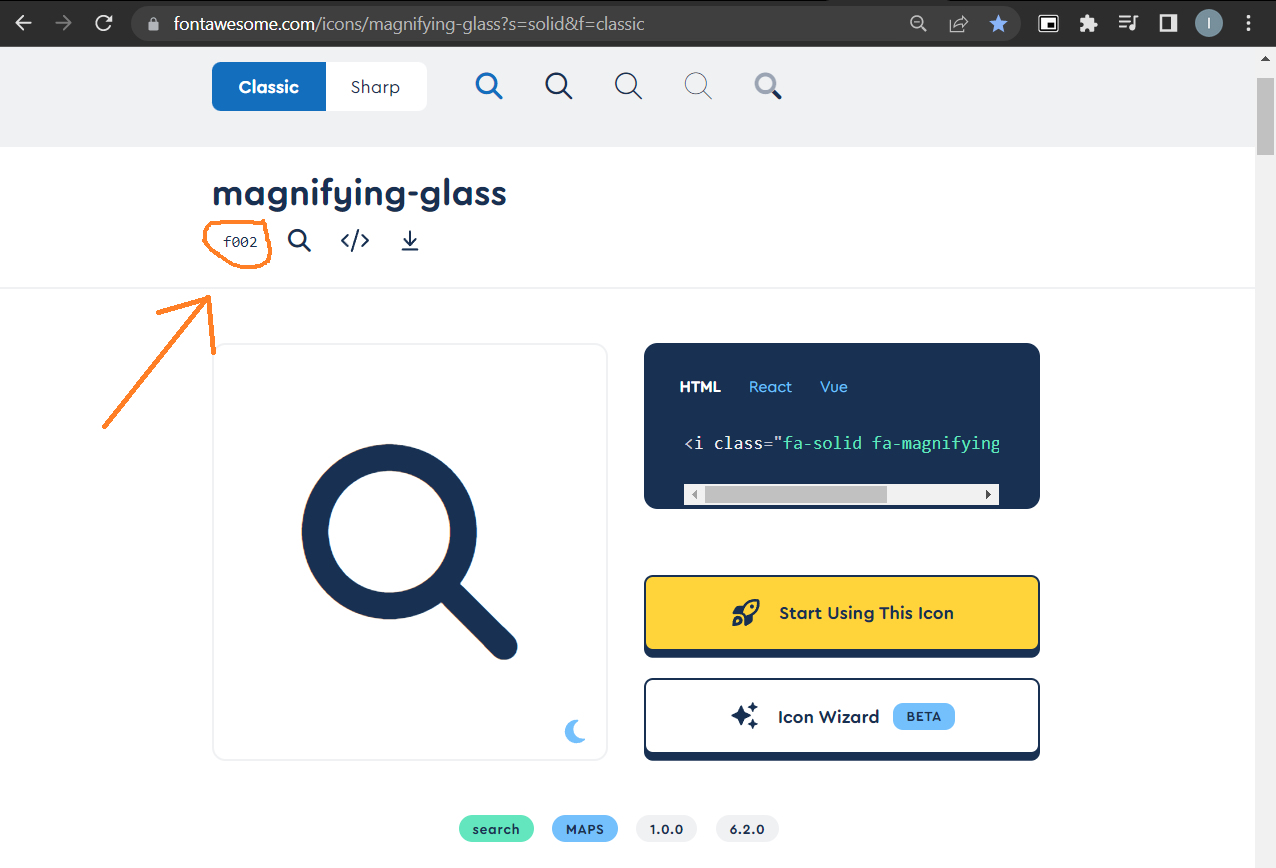 fontawesome.com/icons/magnifying-glass?s=solid&f=classic
I
Classic Sharp
magnifying-glass
f002 </>
HTML React Vue
<i class="fa-solid fa-magnifying
Start Using This Icon
Icon Wizard BETA
search MAPS 1.0.0 6.2.0